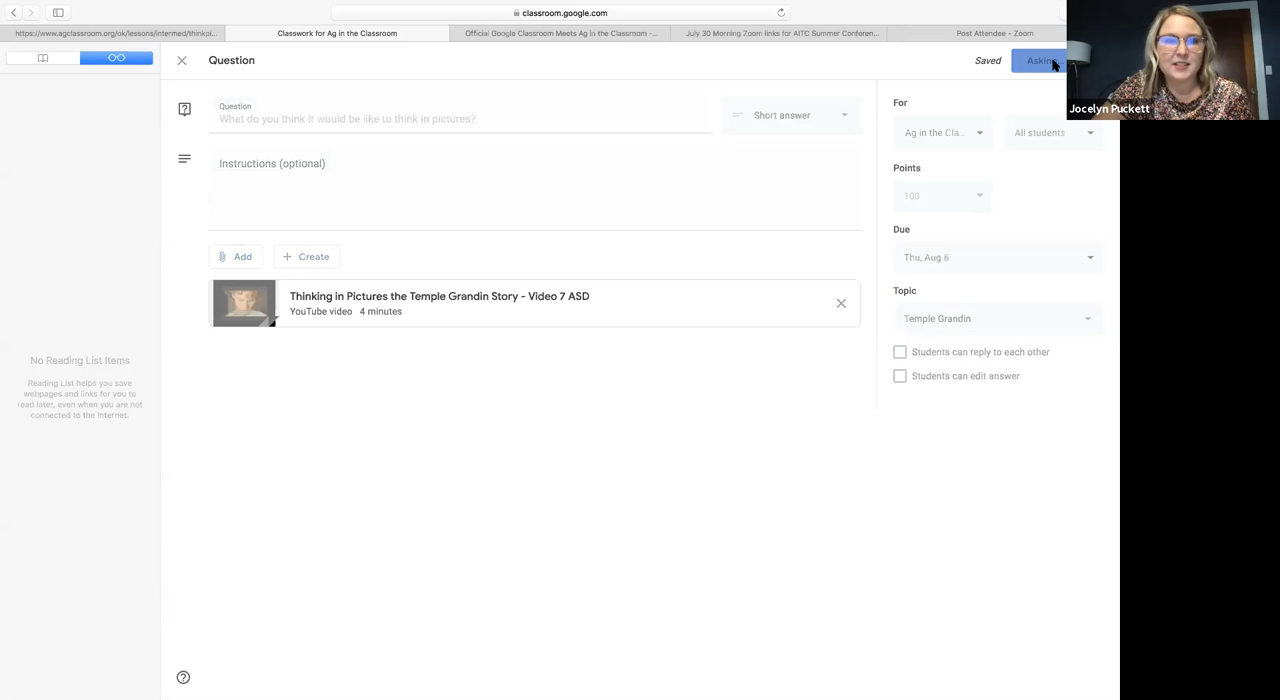 classroom.google.com
https://www.agclassroom.org/ok/lessons/intermed/thinkpi...
Classwork for Ag in the Classroom
Official Google Classroom Meets Ag in the Classroom -...
July 30 Morning Zoom links for AITC Summer Conferen...
Post Attendee - Zoom
Question
Saved
Asking...
Jocelyn Puckett
Question
What do you think it would be like to think in pictures?
Short answer
Instructions (optional)
Add
Create
Thinking in Pictures the Temple Grandin Story - Video 7 ASD
YouTube video 4 minutes
For
Ag in the Cla...
All students
Points
100
Due
Thu, Aug 6
Topic
Temple Grandin
Students can reply to each other
Students can edit answer
No Reading List Items
Reading List helps you save
webpages and links for you to
read later, even when you are not
connected to the Internet.